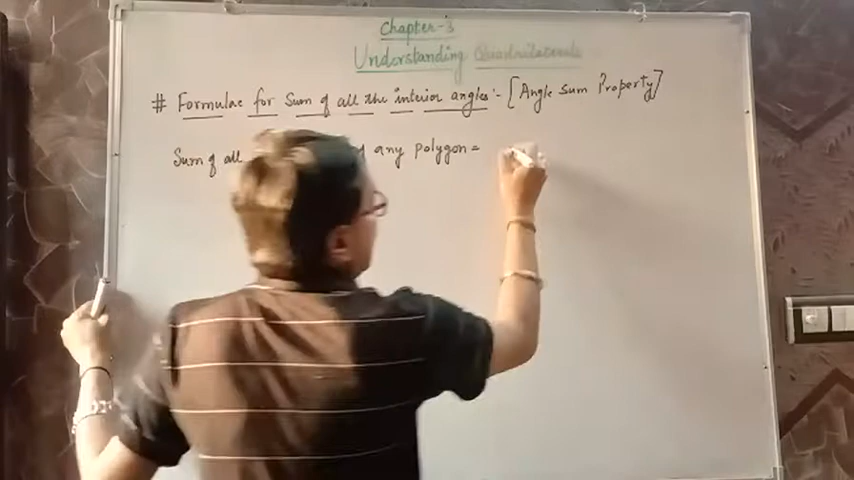 Chapter-3
Understanding Quadrilaterals
# Formulae for Sum of all the interior angles:- [Angle Sum Property]
Sum of all any polygon =